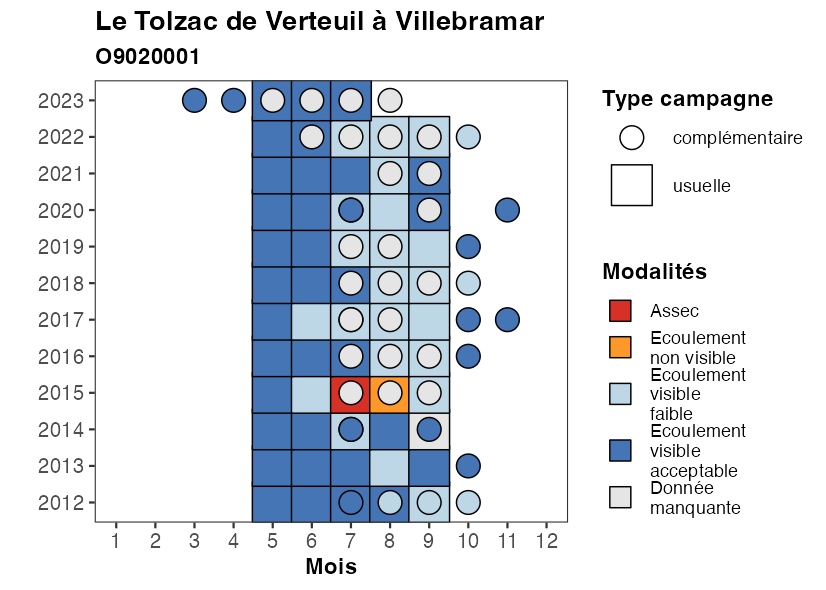 Le Tolzac de Verteuil à Villebramar
O9020001
2023
2022
2021
2020
2019
2018
2017
2016
2015
2014
2013
2012
1 2 3 4 5 6 7 8 9 10 11 12
Mois
Type campagne
complémentaire
usuelle
Modalités
Assec
Ecoulement
non visible
Ecoulement
visible
faible
Ecoulement
visible
acceptable
Donnée
manquante